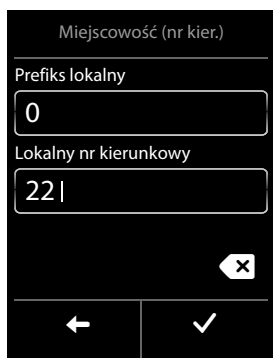 Miejscowość (nr kier.)
Prefiks lokalny
0
Lokalny nr kierunkowy
22